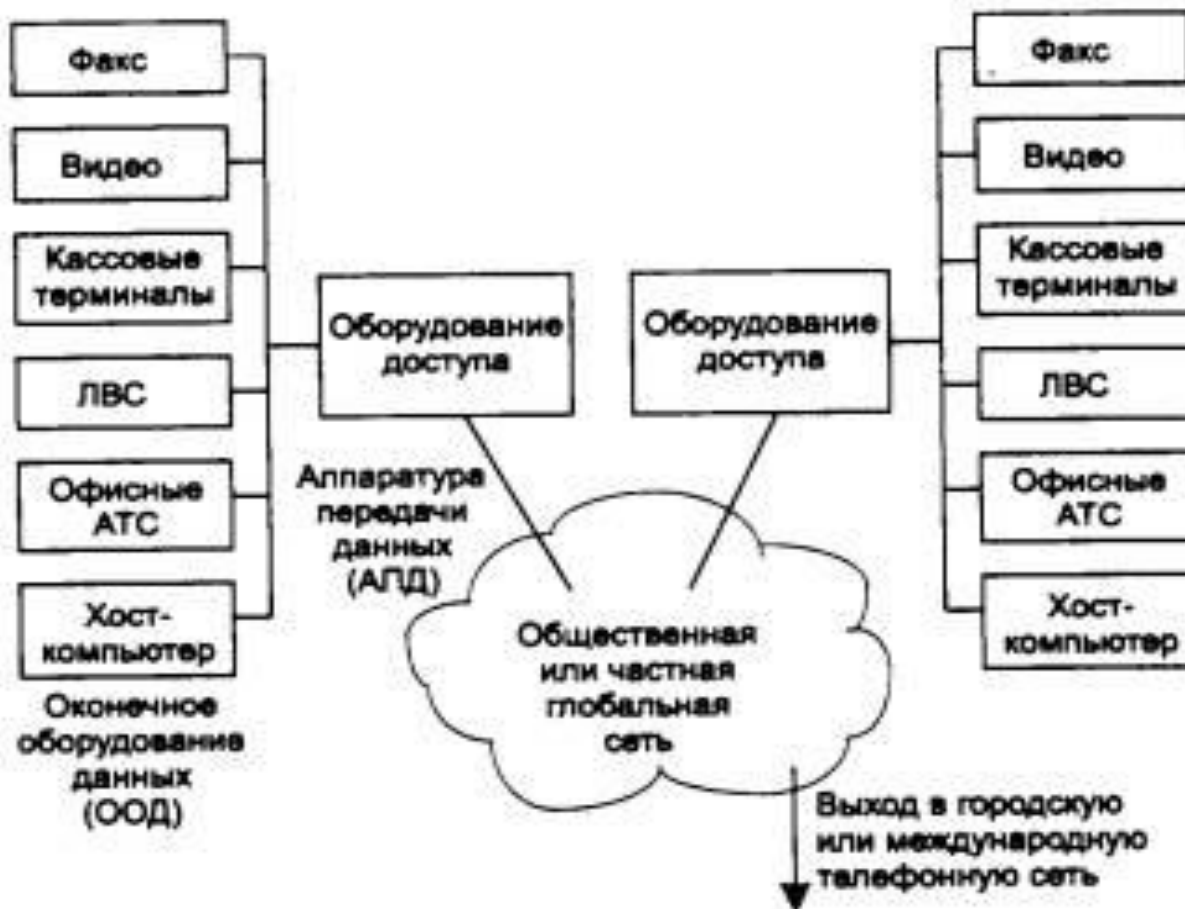 Факс
Видео
Кассовые
терминалы
ЛВС
Офисные
АТС
Хост-
компьютер
Оконечное
оборудование
данных
(ООД)
Оборудование
доступа
Аппаратура
передачи
данных
(АПД)
Оборудование
доступа
Общественная
или частная
глобальная
сеть
Выход в городскую
или международную
телефонную сеть
Факс
Видео
Кассовые
терминалы
ЛВС
Офисные
АТС
Хост-
компьютер